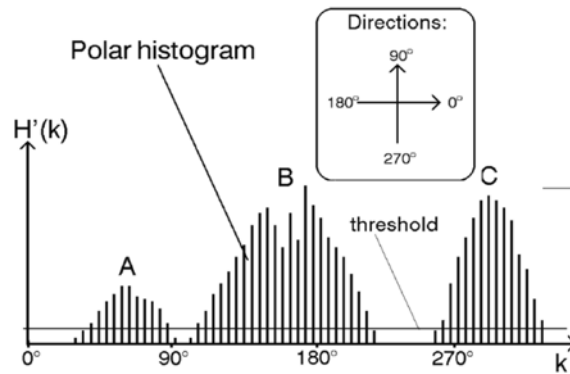 Directions:
90°
180° 0°
270°
Polar histogram
H'(k)
A
B
C
threshold
0° 90° 180° 270° k